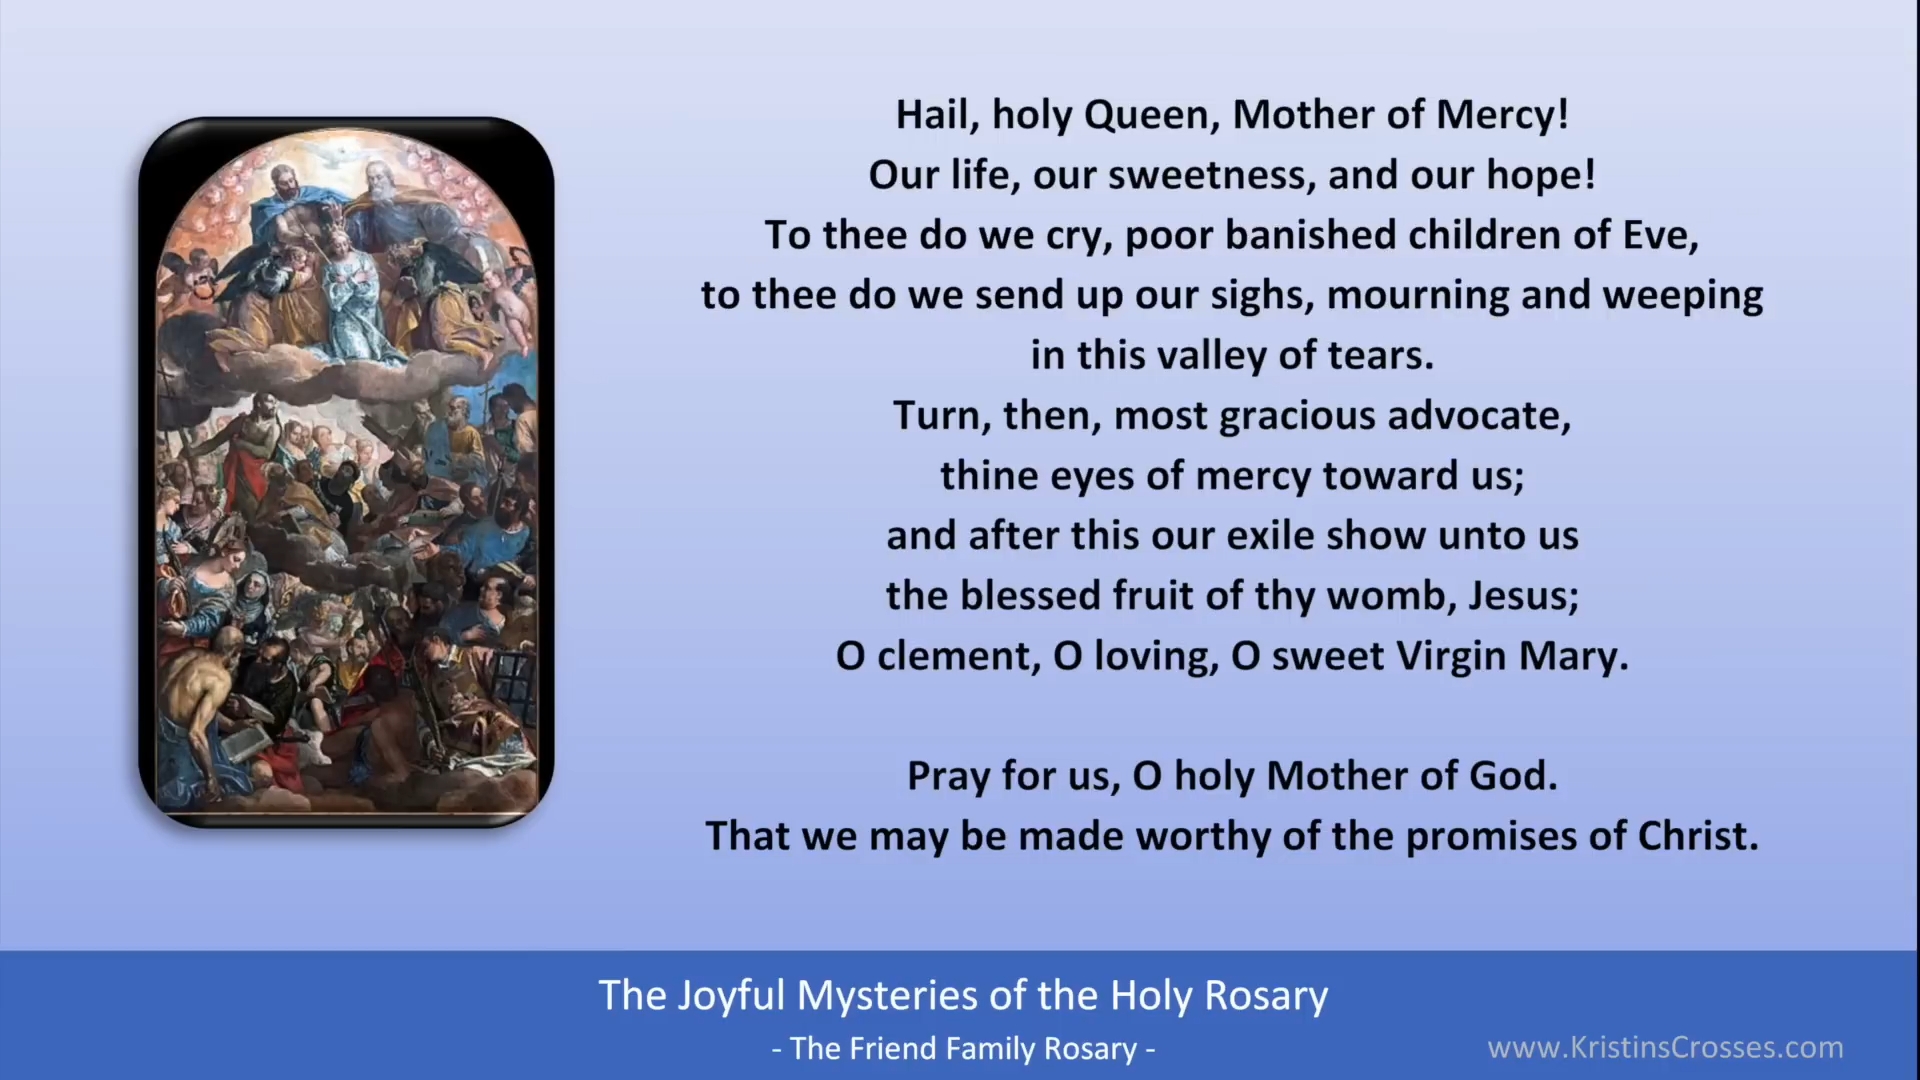 Hail, holy Queen, Mother of Mercy!
Our life, our sweetness, and our hope!
To thee do we cry, poor banished children of Eve,
to thee do we send up our sighs, mourning and weeping
in this valley of tears.
Turn, then, most gracious advocate,
thine eyes of mercy toward us;
and after this our exile show unto us
the blessed fruit of thy womb, Jesus;
O clement, O loving, O sweet Virgin Mary.
Pray for us, O holy Mother of God.
That we may be made worthy of the promises of Christ.
The Joyful Mysteries of the Holy Rosary
- The Friend Family Rosary -
www.KristinsCrosses.com